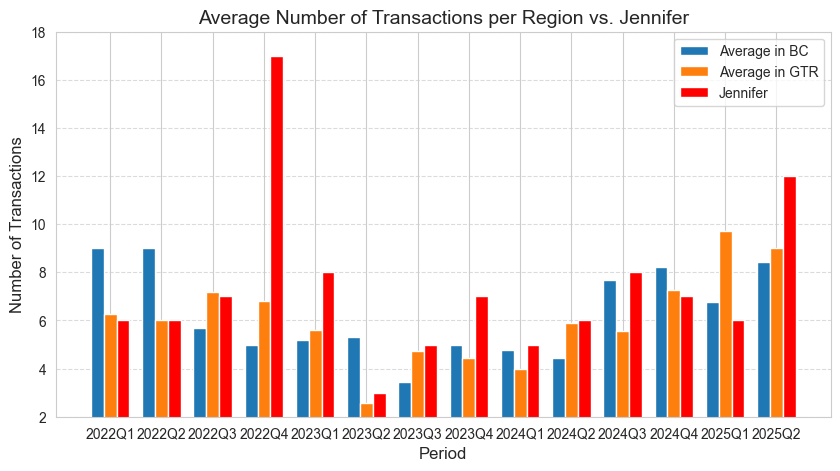 Average Number of Transactions per Region vs. Jennifer
Average in BC
Average in GTR
Jennifer
Number of Transactions
18
16
14
12
10
8
6
4
2
2022Q1 2022Q2 2022Q3 2022Q4 2023Q1 2023Q2 2023Q3 2023Q4 2024Q1 2024Q2 2024Q3 2024Q4 2025Q1 2025Q2
Period